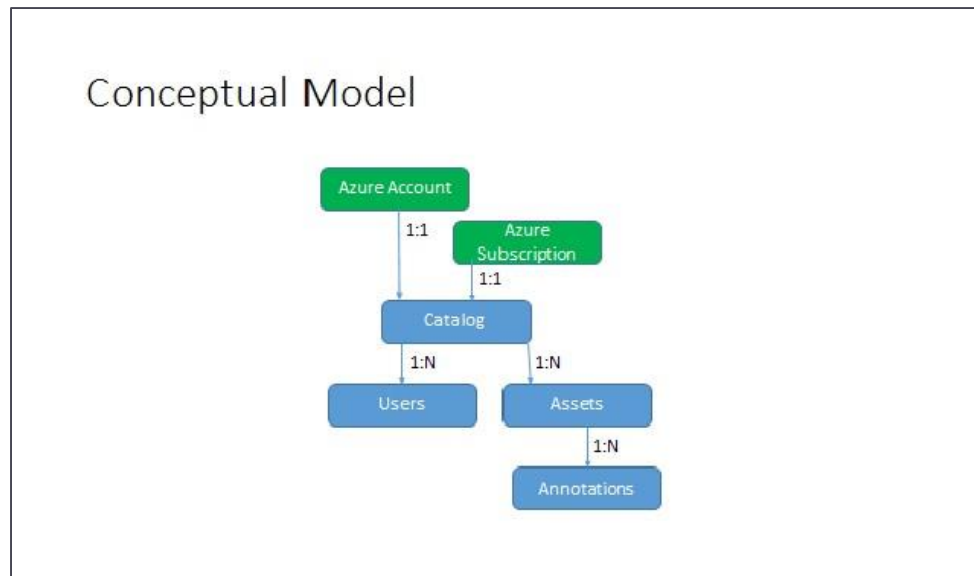 Conceptual Model
Azure Account
1:1
Azure
Subscription
1:1
Catalog
1:N
1:N
Users
Assets
1:N
Annotations